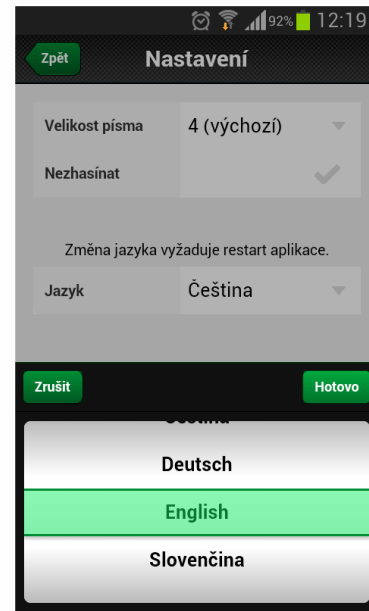 92% 12:19
Zpět Nastavení
Velikost písma 4 (výchozí)
Nezhasínat
Změna jazyka vyžaduje restart aplikace.
Jazyk Čeština
Zrušit Hotovo
Deutsch
English
Slovenčina